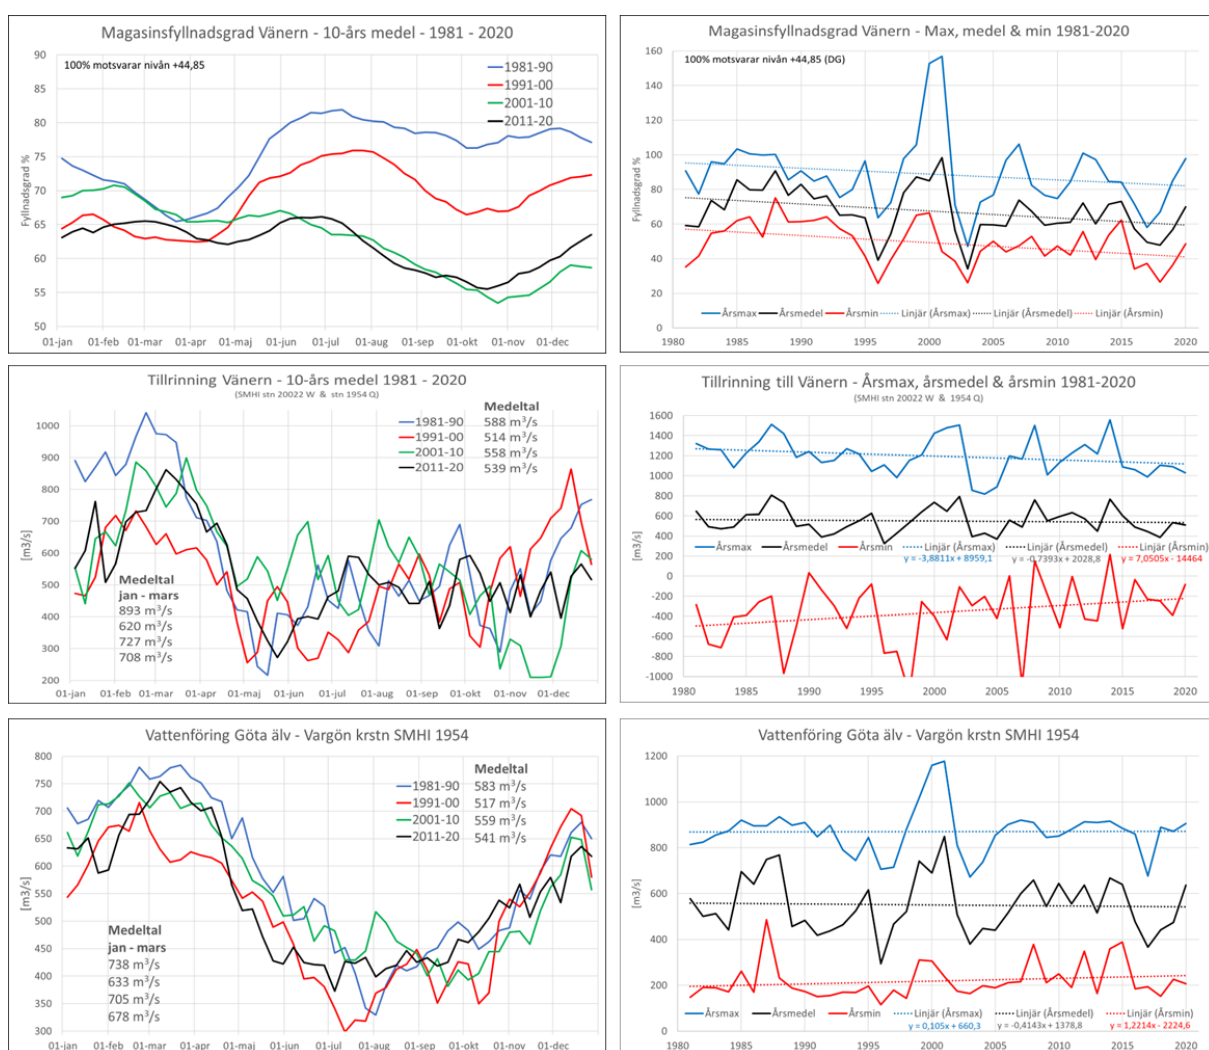 Magasinsfyllnadsgrad Vänern - 10-års medel - 1981 - 2020
100% motsvarar nivån +44,85
1981-90
1991-00
2001-10
2011-20
Fyllnadsgrad %
90
85
80
75
70
65
60
55
50
01-jan 01-feb 01-mar 01-apr 01-maj 01-jun 01-jul 01-aug 01-sep 01-okt 01-nov 01-dec
Magasinsfyllnadsgrad Vänern - Max, medel & min 1981-2020
100% motsvarar nivån +44,85 (DG)
Fyllnadsgrad %
160
140
120
100
80
60
40
20
0
Årsmax Årsmedel Årsmin Linjär (Årsmax) Linjär (Årsmedel) Linjär (Årsmin)
1980 1985 1990 1995 2000 2005 2010 2015 2020
Tillrinning Vänern - 10-års medel 1981 - 2020
(SMHI stn 20022 W & stn 1954 Q)
Medeltal
1981-90 588 m³/s
1991-00 514 m³/s
2001-10 558 m³/s
2011-20 539 m³/s
[m3/s]
1000
900
800
700
600
500
400
300
200
Medeltal
jan - mars
893 m³/s
620 m³/s
727 m³/s
708 m³/s
01-jan 01-feb 01-mar 01-apr 01-maj 01-jun 01-jul 01-aug 01-sep 01-okt 01-nov 01-dec
Tillrinning till Vänern - Årsmax, årsmedel & årsmin 1981-2020
(SMHI stn 20022 W & stn 1954 Q)
[m3/s]
1600
1400
1200
1000
800
600
400
200
0
-200
-400
-600
-800
-1000
Årsmax Årsmedel Årsmin Linjär (Årsmax) Linjär (Årsmedel) Linjär (Årsmin)
y = -3,8811x + 8959,1 y = -0,7393x + 2028,8 y = 7,0505x - 14464
1980 1985 1990 1995 2000 2005 2010 2015 2020
Vattenföring Göta älv - Vargön krstn SMHI 1954
Medeltal
1981-90 583 m³/s
1991-00 517 m³/s
2001-10 559 m³/s
2011-20 541 m³/s
[m3/s]
800
750
700
650
600
550
500
450
400
350
300
Medeltal
jan - mars
738 m³/s
633 m³/s
705 m³/s
678 m³/s
01-jan 01-feb 01-mar 01-apr 01-maj 01-jun 01-jul 01-aug 01-sep 01-okt 01-nov 01-dec
Vattenföring Göta älv - Vargön krstn SMHI 1954
[m3/s]
1200
1000
800
600
400
200
0
Årsmax Årsmedel Årsmin Linjär (Årsmax) Linjär (Årsmedel) Linjär (Årsmin)
y = 0,105x + 660,3 y = -0,4143x + 1378,8 y = 1,2214x - 2224,6
1980 1985 1990 1995 2000 2005 2010 2015 2020